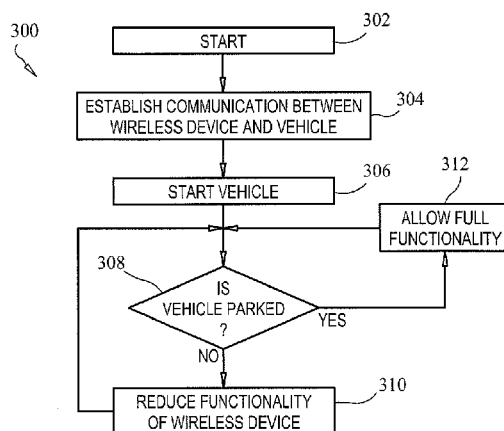 300
START
302
ESTABLISH COMMUNICATION BETWEEN
WIRELESS DEVICE AND VEHICLE
304
START VEHICLE
306
312
ALLOW FULL
FUNCTIONALITY
308
IS
VEHICLE PARKED
?
YES
NO
REDUCE FUNCTIONALITY
OF WIRELESS DEVICE
310